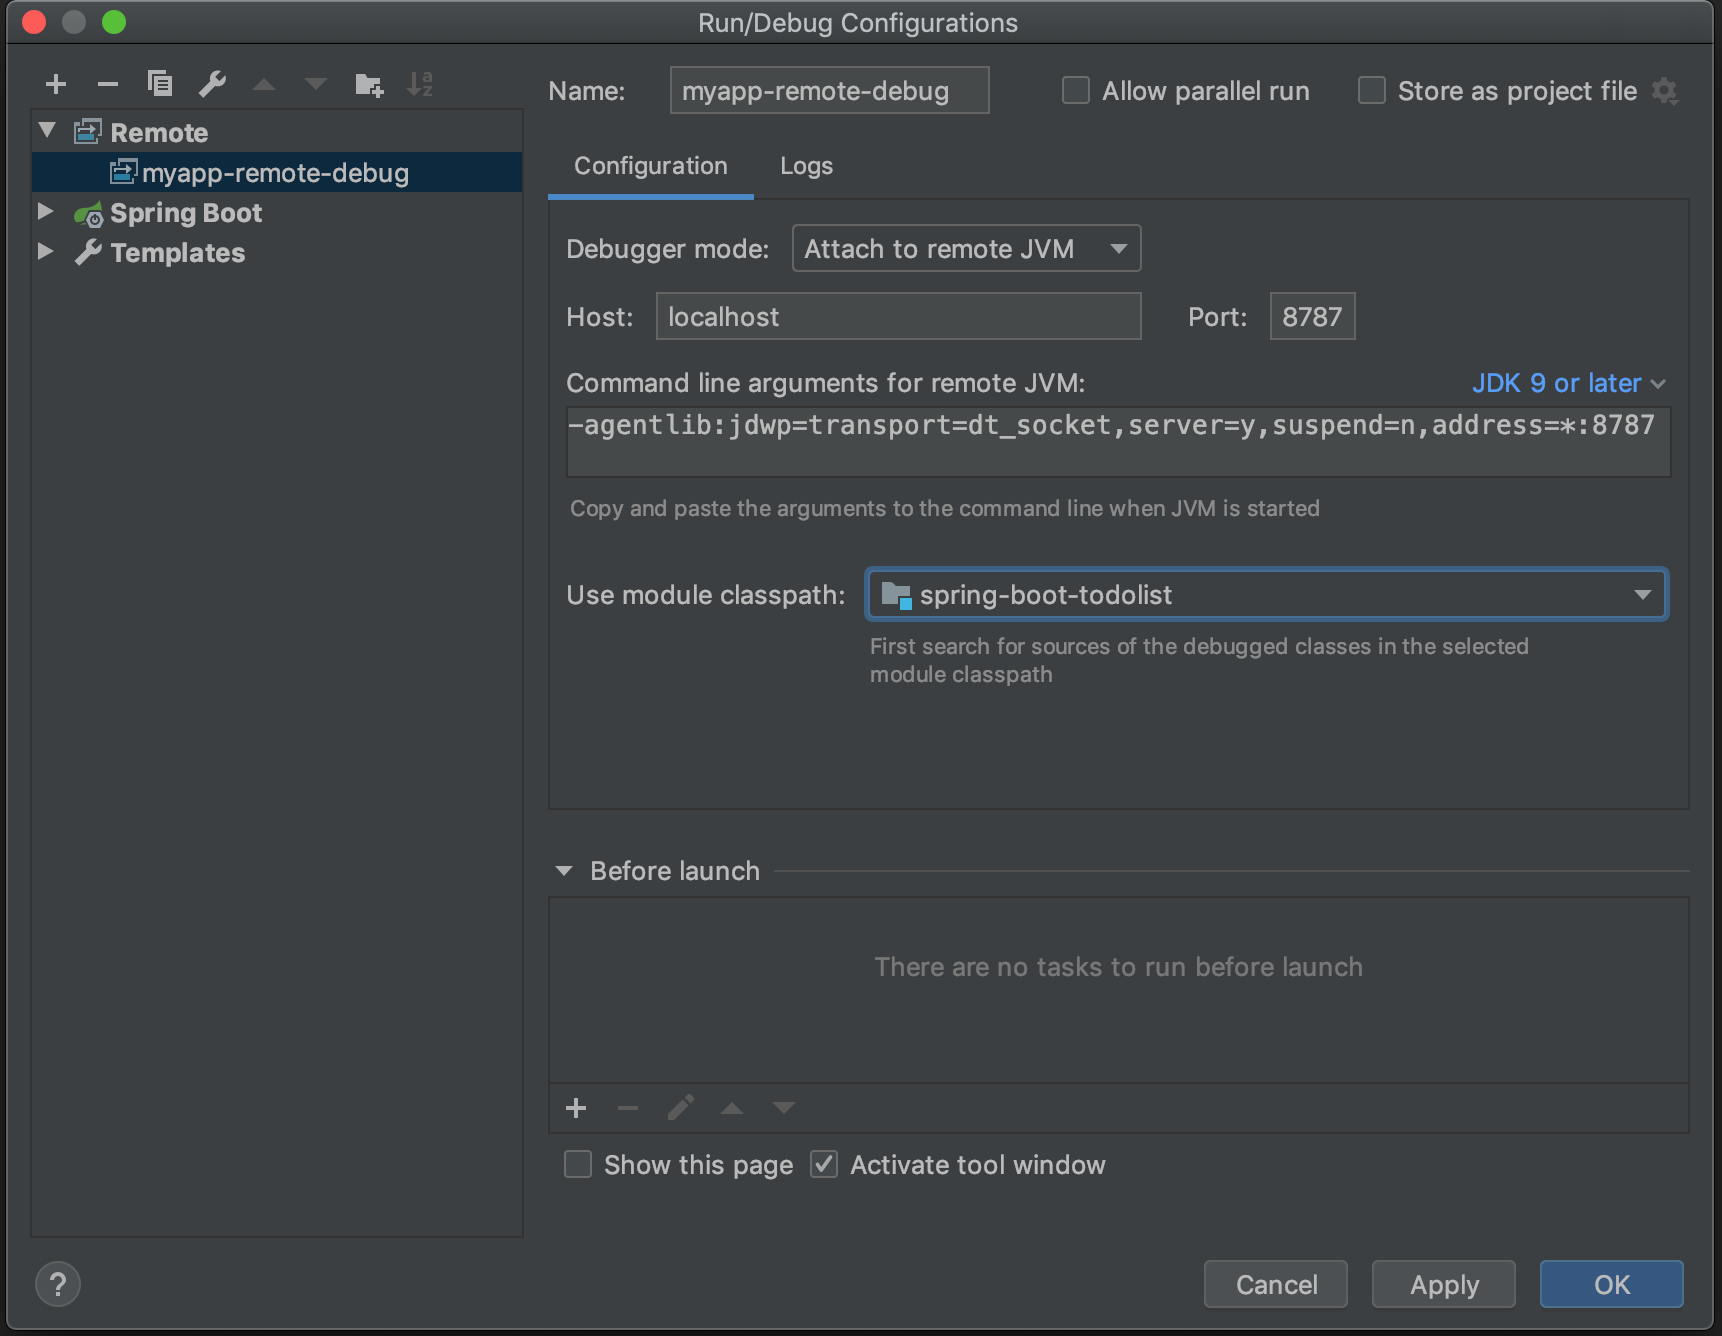 Run/Debug Configurations
Name: myapp-remote-debug Allow parallel run Store as project file
Remote
myapp-remote-debug
Spring Boot
Templates
Configuration Logs
Debugger mode: Attach to remote JVM
Host: localhost Port: 8787
Command line arguments for remote JVM: JDK 9 or later
-agentlib:jdwp=transport=dt_socket,server=y,suspend=n,address=*:8787
Copy and paste the arguments to the command line when JVM is started
Use module classpath: spring-boot-todolist
First search for sources of the debugged classes in the selected
module classpath
Before launch
There are no tasks to run before launch
Show this page Activate tool window
? Cancel Apply OK